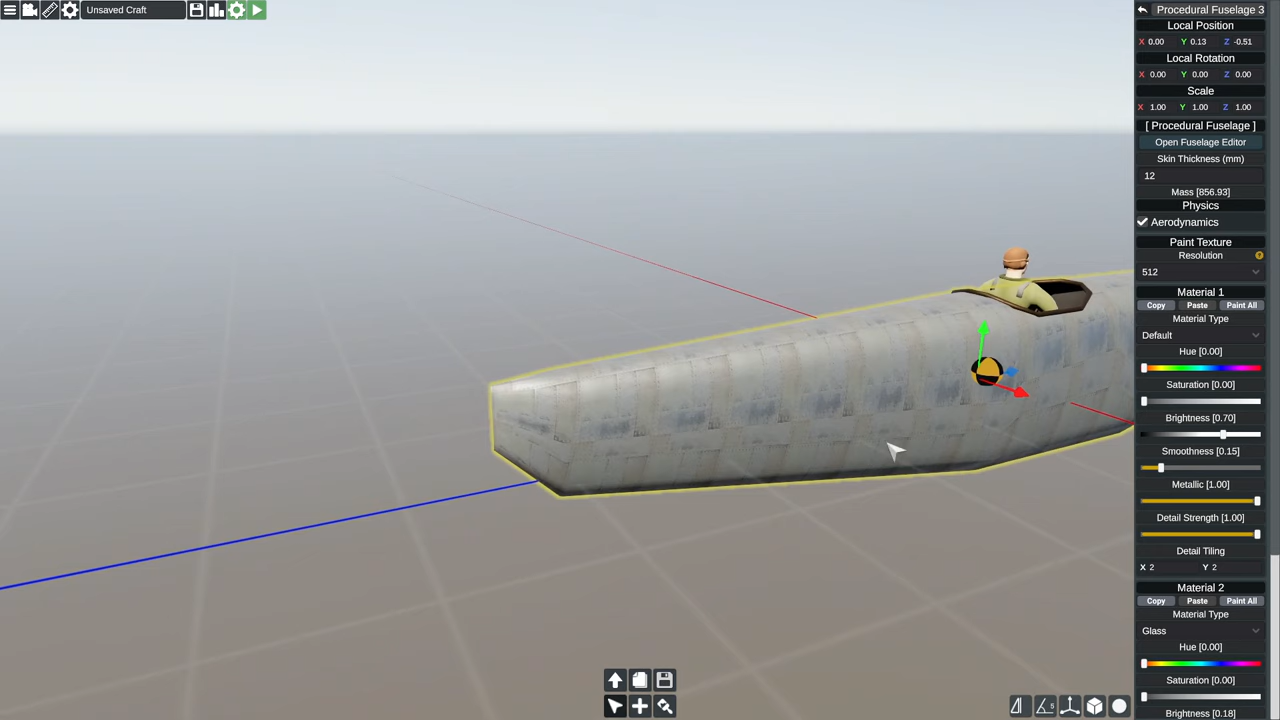 Unsaved Craft
Procedural Fuselage 3
Local Position
X 0.00 Y 0.13 Z -0.51
Local Rotation
X 0.00 Y 0.00 Z 0.00
Scale
X 1.00 Y 1.00 Z 1.00
[ Procedural Fuselage ]
Open Fuselage Editor
Skin Thickness (mm)
12
Mass [856.93]
Physics
Aerodynamics
Paint Texture
Resolution
512
Material 1
Copy Paste Paint All
Material Type
Default
Hue [0.00]
Saturation [0.00]
Brightness [0.70]
Smoothness [0.15]
Metallic [1.00]
Detail Strength [1.00]
Detail Tiling
X 2 Y 2
Material 2
Copy Paste Paint All
Material Type
Glass
Hue [0.00]
Saturation [0.00]
Brightness [0.18]